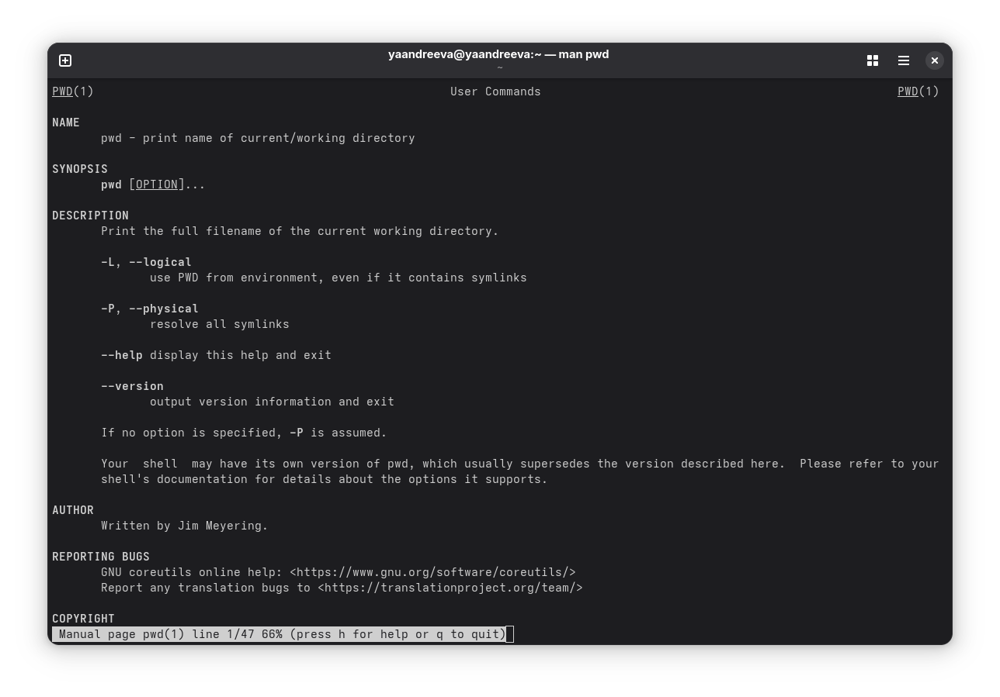 yaandreeva@yaandreeva:~ — man pwd
~
PWD(1) User Commands PWD(1)
NAME
pwd - print name of current/working directory
SYNOPSIS
pwd [OPTION]...
DESCRIPTION
Print the full filename of the current working directory.
-L, --logical
use PWD from environment, even if it contains symlinks
-P, --physical
resolve all symlinks
--help display this help and exit
--version
output version information and exit
If no option is specified, -P is assumed.
Your  shell  may have its own version of pwd, which usually supersedes the version described here.  Please refer to your
shell's documentation for details about the options it supports.
AUTHOR
Written by Jim Meyering.
REPORTING BUGS
GNU coreutils online help: <https://www.gnu.org/software/coreutils/>
Report any translation bugs to <https://translationproject.org/team/>
COPYRIGHT
Manual page pwd(1) line 1/47 66% (press h for help or q to quit)